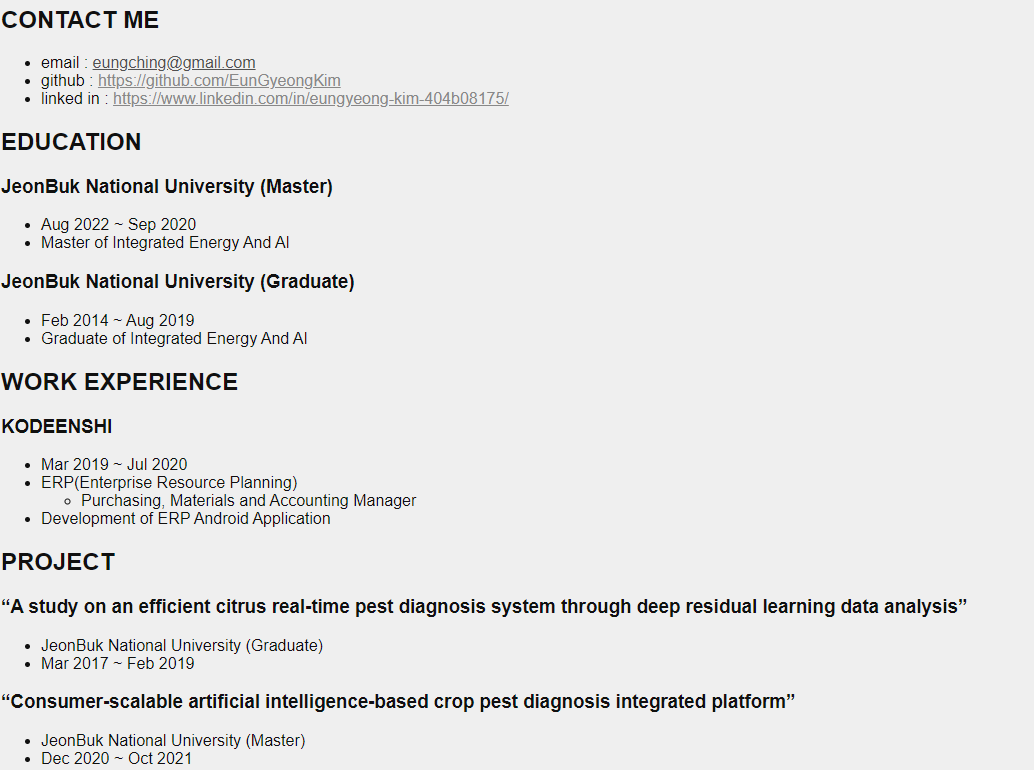 CONTACT ME
email : eungching@gmail.com
github : https://github.com/EunGyeongKim
linked in : https://www.linkedin.com/in/eungyeong-kim-404b08175/
EDUCATION
JeonBuk National University (Master)
Aug 2022 ~ Sep 2020
Master of Integrated Energy And AI
JeonBuk National University (Graduate)
Feb 2014 ~ Aug 2019
Graduate of Integrated Energy And AI
WORK EXPERIENCE
KODEENSHI
Mar 2019 ~ Jul 2020
ERP(Enterprise Resource Planning)
Purchasing, Materials and Accounting Manager
Development of ERP Android Application
PROJECT
“A study on an efficient citrus real-time pest diagnosis system through deep residual learning data analysis”
JeonBuk National University (Graduate)
Mar 2017 ~ Feb 2019
“Consumer-scalable artificial intelligence-based crop pest diagnosis integrated platform”
JeonBuk National University (Master)
Dec 2020 ~ Oct 2021